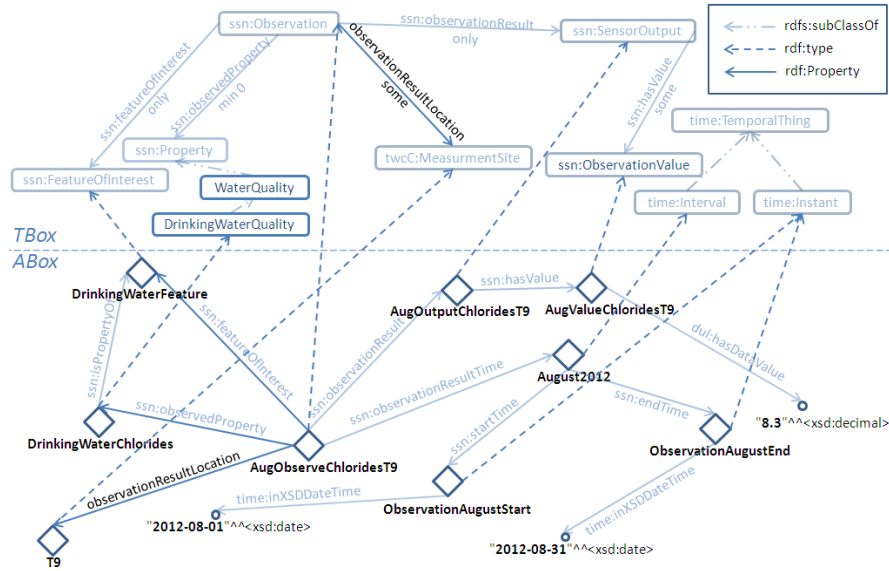 ssn:Observation
ssn:observationResult
only
ssn:SensorOutput
rdfs:subClassOf
rdf:type
rdf:Property
ssn:featureOfInterest
only
ssn:observedProperty
min 0
observationResultLocation
some
ssn:hasValue
some
time:TemporalThing
ssn:Property
twcC:MeasurmentSite
ssn:ObservationValue
ssn:FeatureOfInterest
WaterQuality
time:Interval
time:Instant
DrinkingWaterQuality
TBox
ABox
DrinkingWaterFeature
ssn:hasValue
AugOutputChloridesT9
AugValueChloridesT9
ssn:isPropertyOf
ssn:featureOfInterest
ssn:observationResult
dul:hasDataValue
ssn:observationResultTime
August2012
ssn:endTime
"8.3"^^<xsd:decimal>
ssn:observedProperty
ssn:startTime
DrinkingWaterChlorides
ObservationAugustEnd
AugObserveChloridesT9
observationResultLocation
time:inXSDDateTime
ObservationAugustStart
time:inXSDDateTime
"2012-08-01"^^<xsd:date>
"2012-08-31"^^<xsd:date>
T9